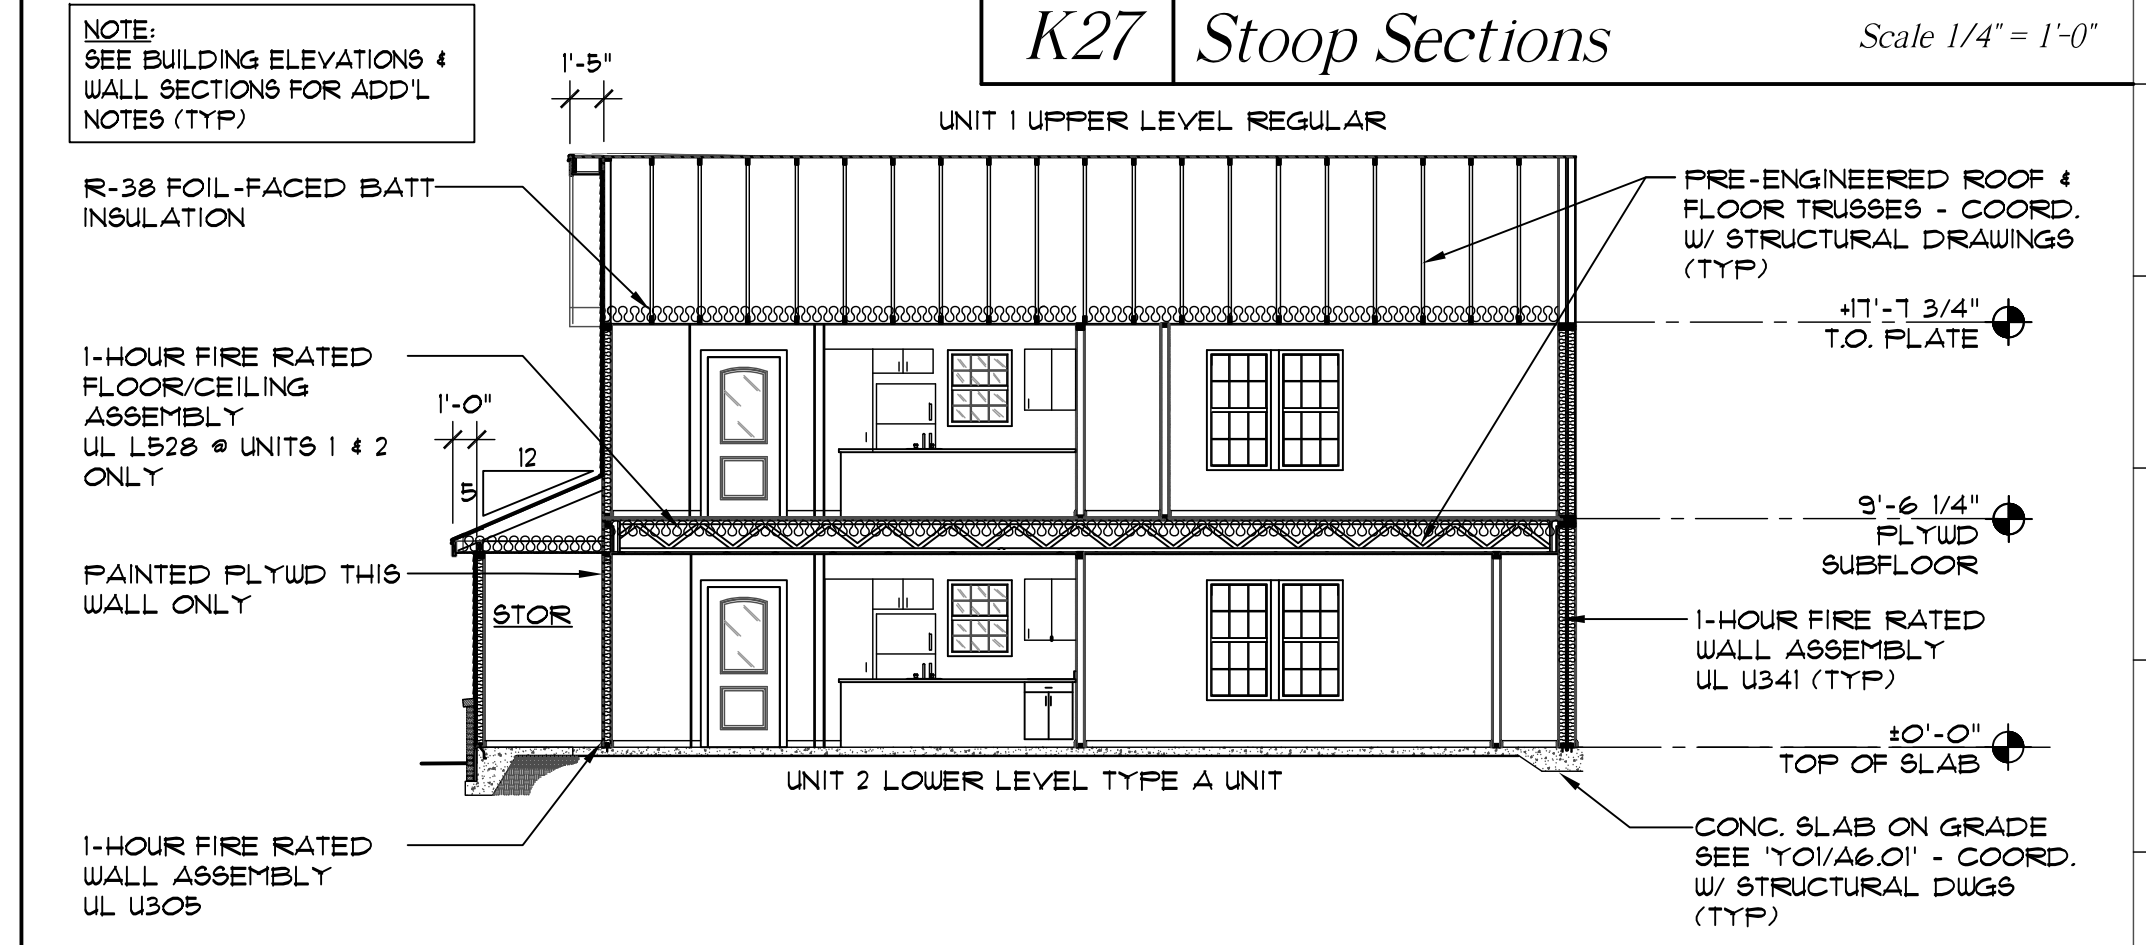 NOTE:
SEE BUILDING ELEVATIONS &
WALL SECTIONS FOR ADD'L
NOTES (TYP)
K27
Stoop Sections
Scale 1/4" = 1'-0"
1'-5"
UNIT 1 UPPER LEVEL REGULAR
R-38 FOIL-FACED BATT
INSULATION
PRE-ENGINEERED ROOF &
FLOOR TRUSSES - COORD.
W/ STRUCTURAL DRAWINGS
(TYP)
+17'-7 3/4"
T.O. PLATE
1-HOUR FIRE RATED
FLOOR/CEILING
ASSEMBLY
UL L528 @ UNITS 1 & 2
ONLY
1'-0"
12
5
9'-6 1/4"
PLYWD
SUBFLOOR
PAINTED PLYWD THIS
WALL ONLY
STOR
1-HOUR FIRE RATED
WALL ASSEMBLY
UL U341 (TYP)
±0'-0"
TOP OF SLAB
UNIT 2 LOWER LEVEL TYPE A UNIT
1-HOUR FIRE RATED
WALL ASSEMBLY
UL U305
CONC. SLAB ON GRADE
SEE 'Y01/A6.01' - COORD.
W/ STRUCTURAL DWGS
(TYP)